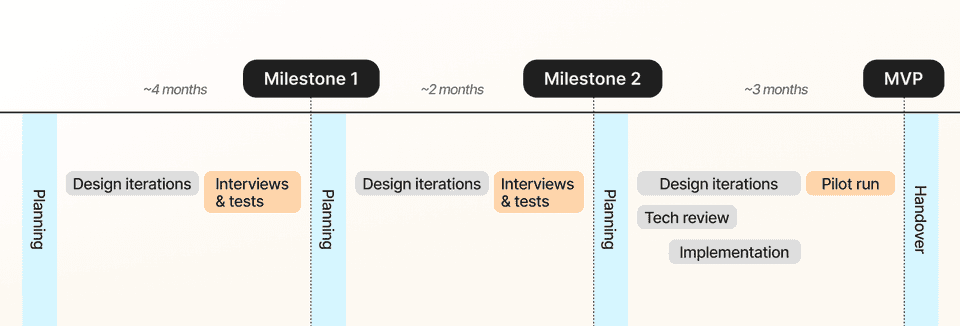 Milestone 1
Milestone 2
MVP
~4 months
~2 months
~3 months
Planning
Design iterations
Interviews
& tests
Planning
Design iterations
Interviews
& tests
Planning
Design iterations
Pilot run
Tech review
Implementation
Handover